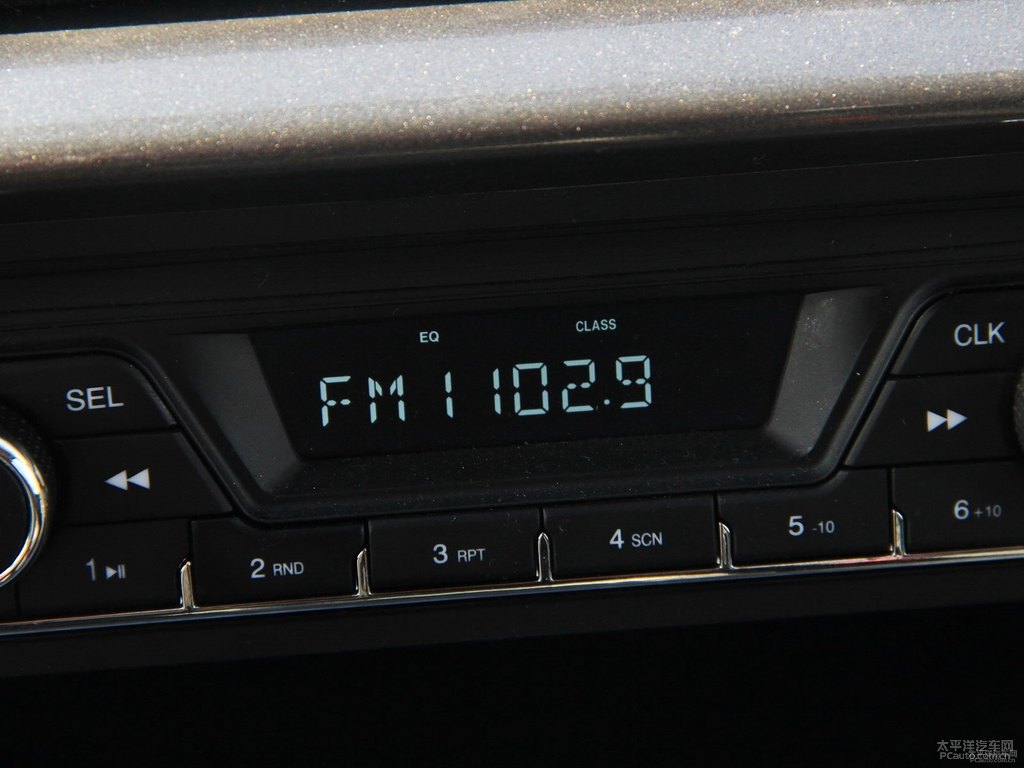 EQ CLASS
FM1 102.9
SEL
CLK
1
2 RND
3 RPT
4 SCN
5 -10
6 +10
太平洋汽车网
PCauto.com.cn